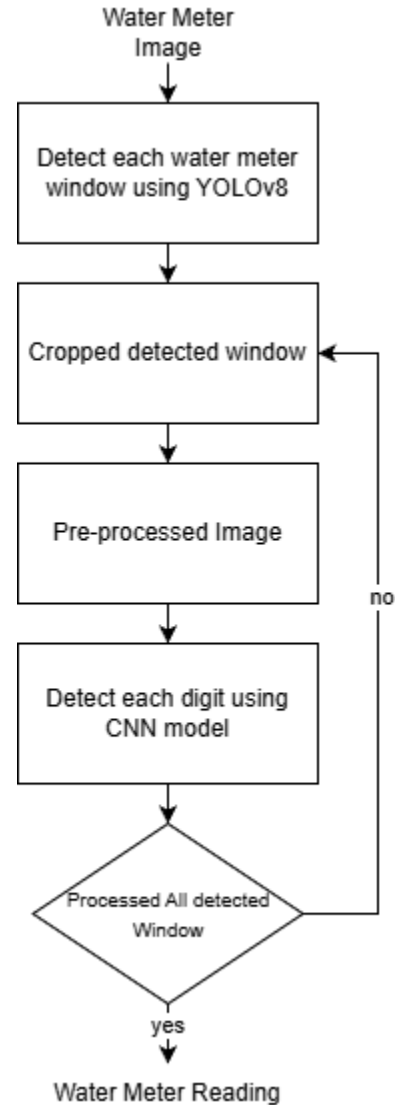 Water Meter
Image
Detect each water meter
window using YOLOv8
Cropped detected window
Pre-processed Image
Detect each digit using
CNN model
Processed All detected
Window
no
yes
Water Meter Reading